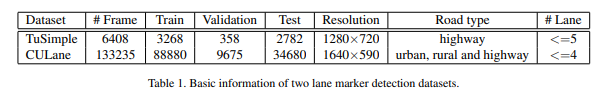 Dataset # Frame Train Validation Test Resolution Road type # Lane
TuSimple 6408 3268 358 2782 1280×720 highway <=5
CULane 133235 88880 9675 34680 1640×590 urban, rural and highway <=4
Table 1. Basic information of two lane marker detection datasets.